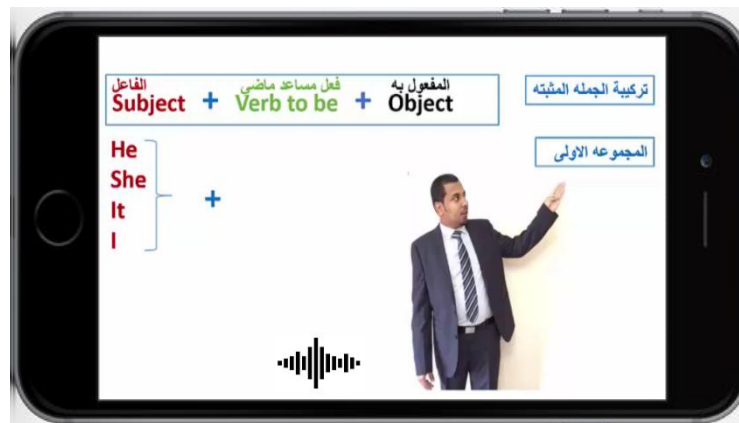 الفاعل
Subject
+
فعل مساعد ماضي
Verb to be
+
المفعول به
Object
تركيبة الجمله المثبته
المجموعه الاولى
He
She
It
I
+